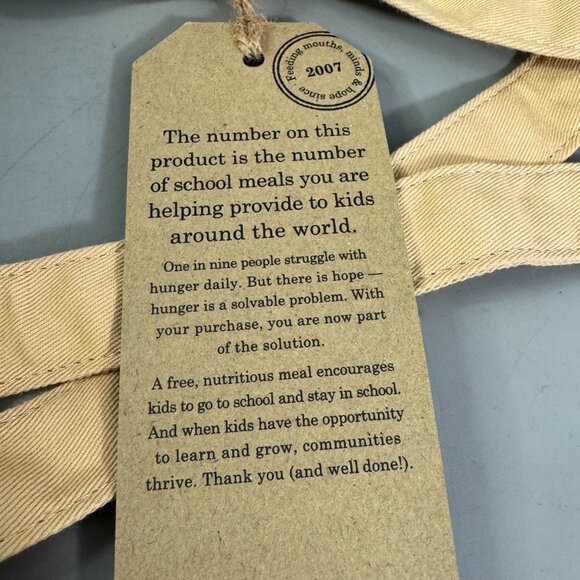 Feeding mouths, minds & hope since
2007
The number on this
product is the number
of school meals you are
helping provide to kids
around the world.
One in nine people struggle with
hunger daily. But there is hope —
hunger is a solvable problem. With
your purchase, you are now part
of the solution.
A free, nutritious meal encourages
kids to go to school and stay in school.
And when kids have the opportunity
to learn and grow, communities
thrive. Thank you (and well done!).